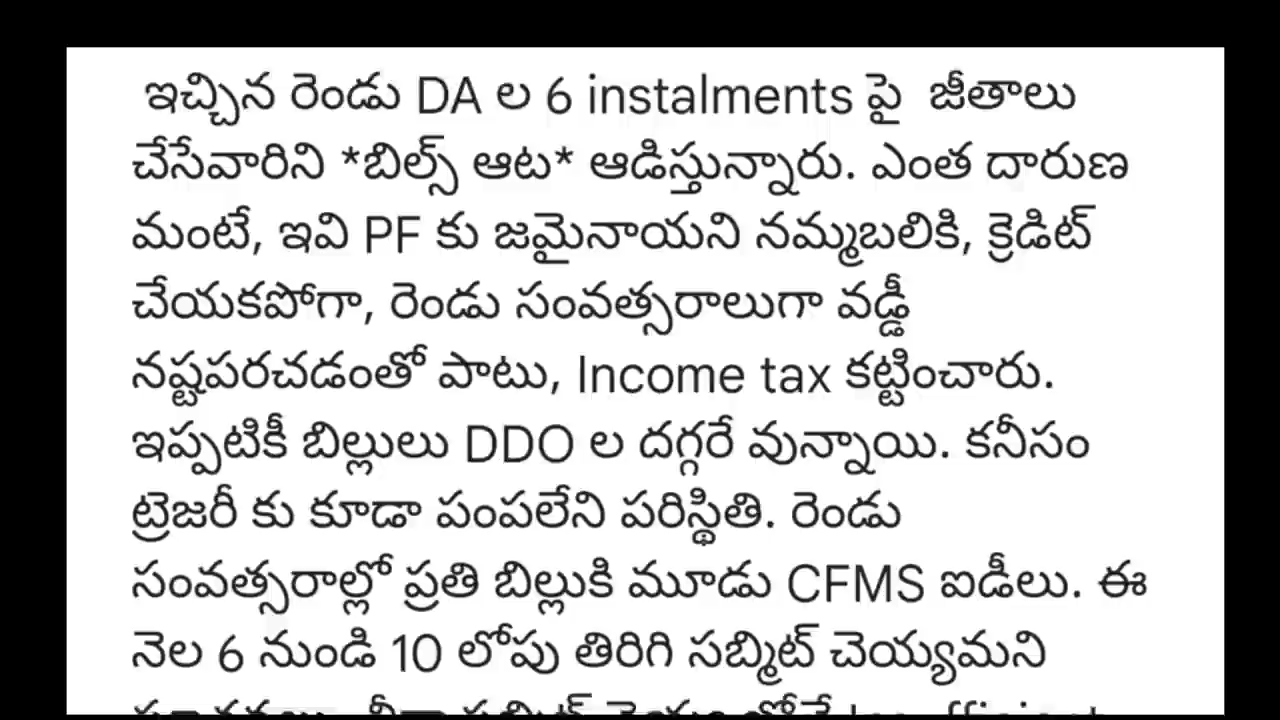 ఇచ్చిన రెండు DA ల 6 instalments పై జీతాలు
చేసేవారిని *బిల్స్ ఆట* ఆడిస్తున్నారు. ఎంత దారుణ
మంటే, ఇవి PF కు జమైనాయని నమ్మబలికి, క్రెడిట్
చేయకపోగా, రెండు సంవత్సరాలుగా వడ్డీ
నష్టపరచడంతో పాటు, Income tax కట్టించారు.
ఇప్పటికీ బిల్లులు DDO ల దగ్గరే వున్నాయి. కనీసం
ట్రెజరీ కు కూడా పంపలేని పరిస్థితి. రెండు
సంవత్సరాల్లో ప్రతి బిల్లుకి మూడు CFMS ఐడీలు. ఈ
నెల 6 నుండి 10 లోపు తిరిగి సబ్మిట్ చెయ్యమని